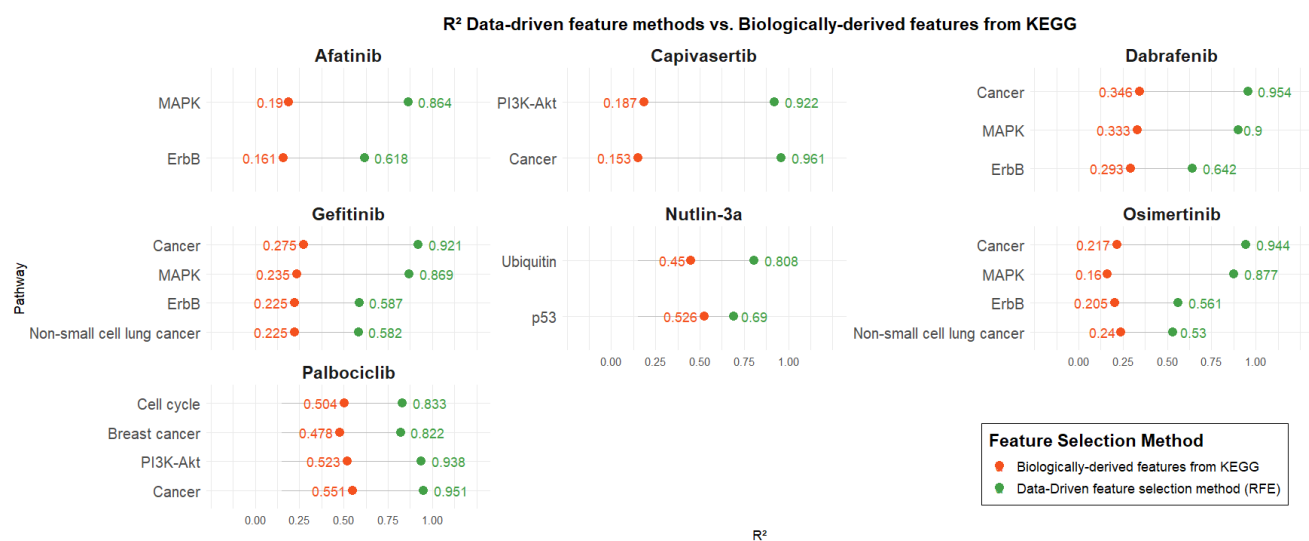 R² Data-driven feature methods vs. Biologically-derived features from KEGG
Afatinib
MAPK 0.19 0.864
ErbB 0.161 0.618
Capivasertib
PI3K-Akt 0.187 0.922
Cancer 0.153 0.961
Dabrafenib
Cancer 0.346 0.954
MAPK 0.333 0.9
ErbB 0.293 0.642
Pathway
Gefitinib
Cancer 0.275 0.921
MAPK 0.235 0.869
ErbB 0.225 0.587
Non-small cell lung cancer 0.225 0.582
Nutlin-3a
Ubiquitin 0.45 0.808
p53 0.526 0.69
0.00 0.25 0.50 0.75 1.00
Osimertinib
Cancer 0.217 0.944
MAPK 0.16 0.877
ErbB 0.205 0.561
Non-small cell lung cancer 0.24 0.53
0.00 0.25 0.50 0.75 1.00
Palbociclib
Cell cycle 0.504 0.833
Breast cancer 0.478 0.822
PI3K-Akt 0.523 0.938
Cancer 0.551 0.951
0.00 0.25 0.50 0.75 1.00
R²
Feature Selection Method
Biologically-derived features from KEGG
Data-Driven feature selection method (RFE)